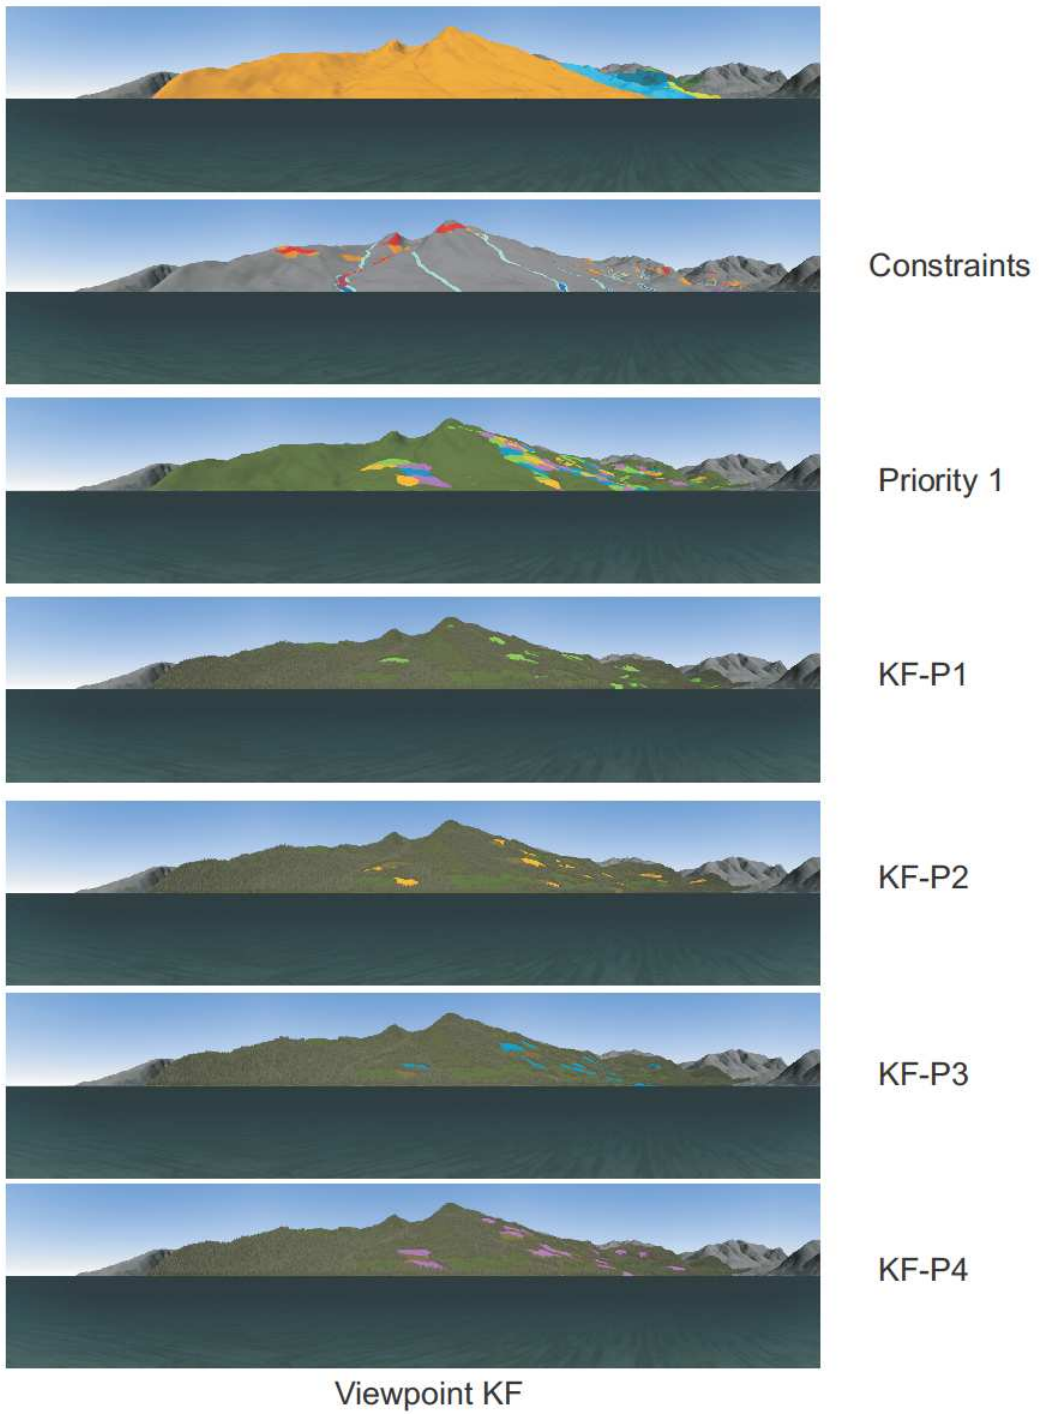 Constraints
Priority 1
KF-P1
KF-P2
KF-P3
KF-P4
Viewpoint KF